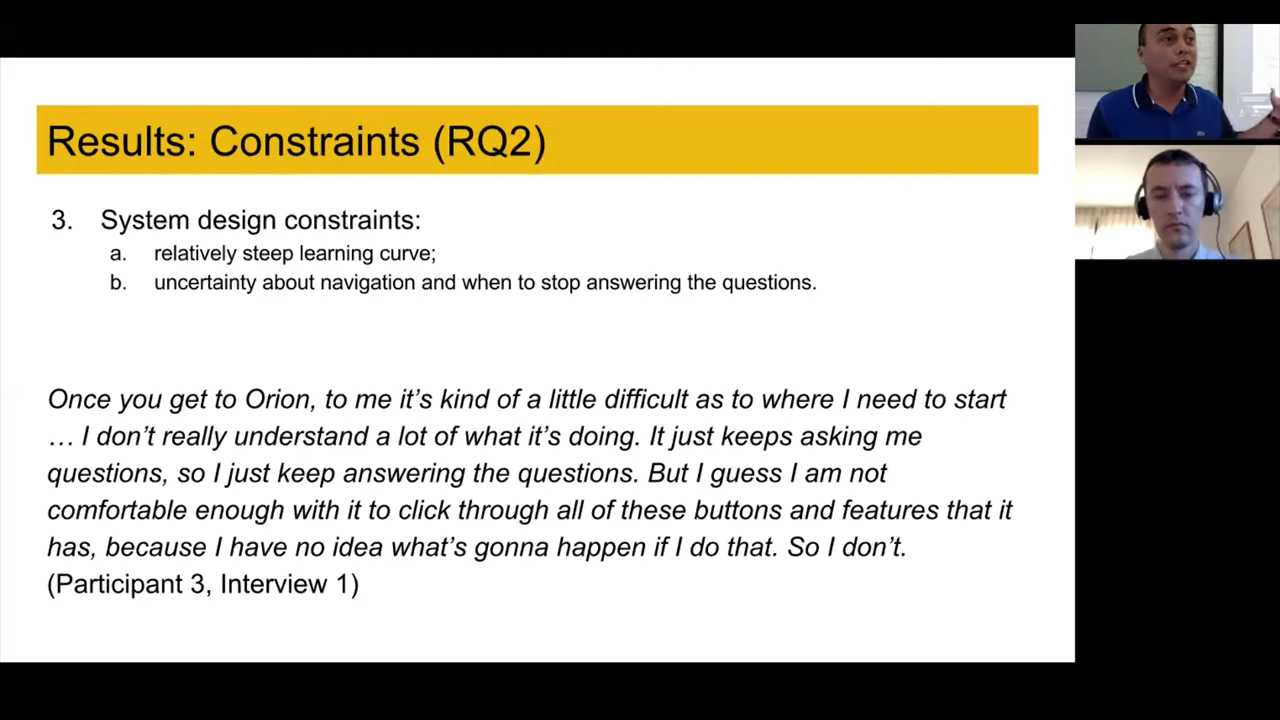 Results: Constraints (RQ2)
3. System design constraints:
a. relatively steep learning curve;
b. uncertainty about navigation and when to stop answering the questions.
Once you get to Orion, to me it’s kind of a little difficult as to where I need to start
… I don’t really understand a lot of what it’s doing. It just keeps asking me
questions, so I just keep answering the questions. But I guess I am not
comfortable enough with it to click through all of these buttons and features that it
has, because I have no idea what’s gonna happen if I do that. So I don’t.
(Participant 3, Interview 1)